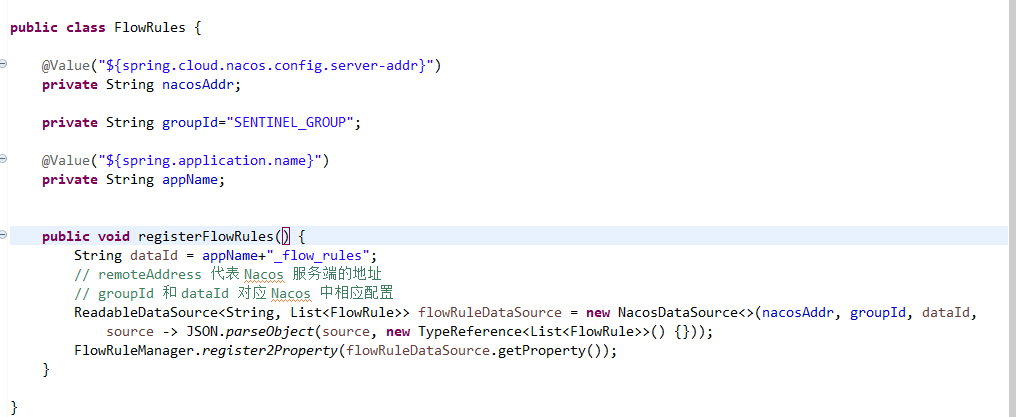 public class FlowRules {
@Value("${spring.cloud.nacos.config.server-addr}")
private String nacosAddr;
private String groupId="SENTINEL_GROUP";
@Value("${spring.application.name}")
private String appName;
public void registerFlowRules() {
String dataId = appName+"_flow_rules";
// remoteAddress 代表 Nacos 服务端的地址
// groupId 和 dataId 对应 Nacos 中相应配置
ReadableDataSource<String, List<FlowRule>> flowRuleDataSource = new NacosDataSource<>(nacosAddr, groupId, dataId,
source -> JSON.parseObject(source, new TypeReference<List<FlowRule>>() {}));
FlowRuleManager.register2Property(flowRuleDataSource.getProperty());
}
}